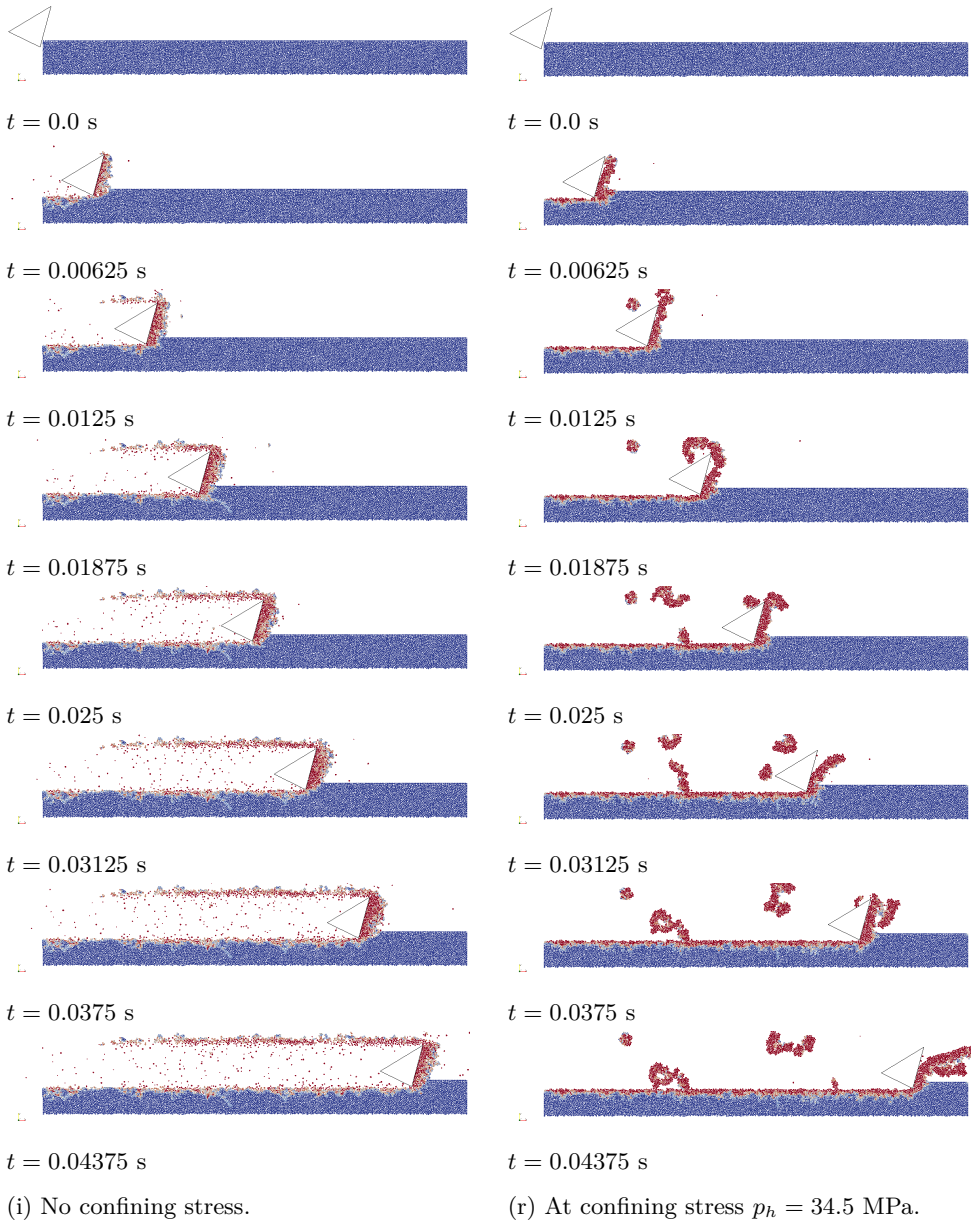 t = 0.0 s
t = 0.0 s
t = 0.00625 s
t = 0.00625 s
t = 0.0125 s
t = 0.0125 s
t = 0.01875 s
t = 0.01875 s
t = 0.025 s
t = 0.025 s
t = 0.03125 s
t = 0.03125 s
t = 0.0375 s
t = 0.0375 s
t = 0.04375 s
t = 0.04375 s
(i) No confining stress.
(r) At confining stress pₕ = 34.5 MPa.